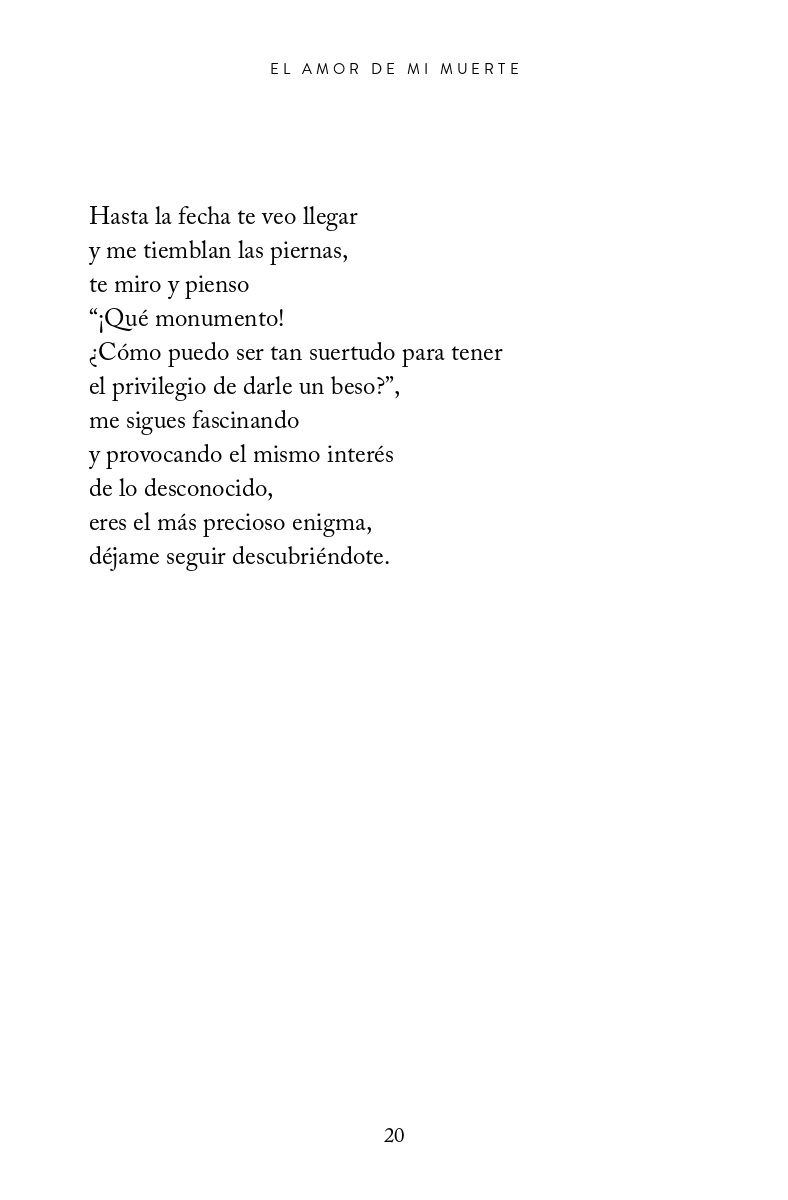 EL AMOR DE MI MUERTE
Hasta la fecha te veo llegar
y me tiemblan las piernas,
te miro y pienso
“¡Qué monumento!
¿Cómo puedo ser tan suertudo para tener
el privilegio de darle un beso?”,
me sigues fascinando
y provocando el mismo interés
de lo desconocido,
eres el más precioso enigma,
déjame seguir descubriéndote.
20